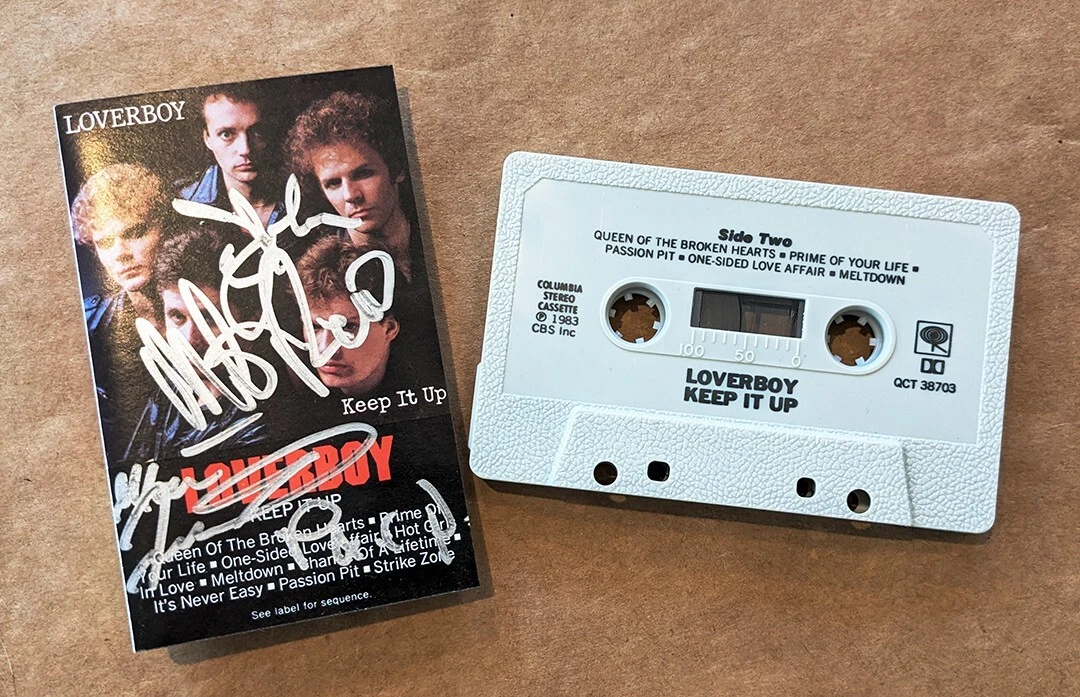 LOVERBOY
Keep It Up
LOVERBOY
KEEP IT UP
Queen Of The Broken Hearts ▪ Prime Of
Your Life ▪ One-Sided Love Affair ▪ Hot Girls
In Love ▪ Meltdown ▪ Chance Of A Lifetime ▪
It's Never Easy ▪ Passion Pit ▪ Strike Zone
See label for sequence.
Side Two
QUEEN OF THE BROKEN HEARTS ▪ PRIME OF YOUR LIFE ▪
PASSION PIT ▪ ONE-SIDED LOVE AFFAIR ▪ MELTDOWN
COLUMBIA
STEREO
CASSETTE
Ⓟ 1983
CBS Inc
100 50 0
LOVERBOY
KEEP IT UP
QCT 38703